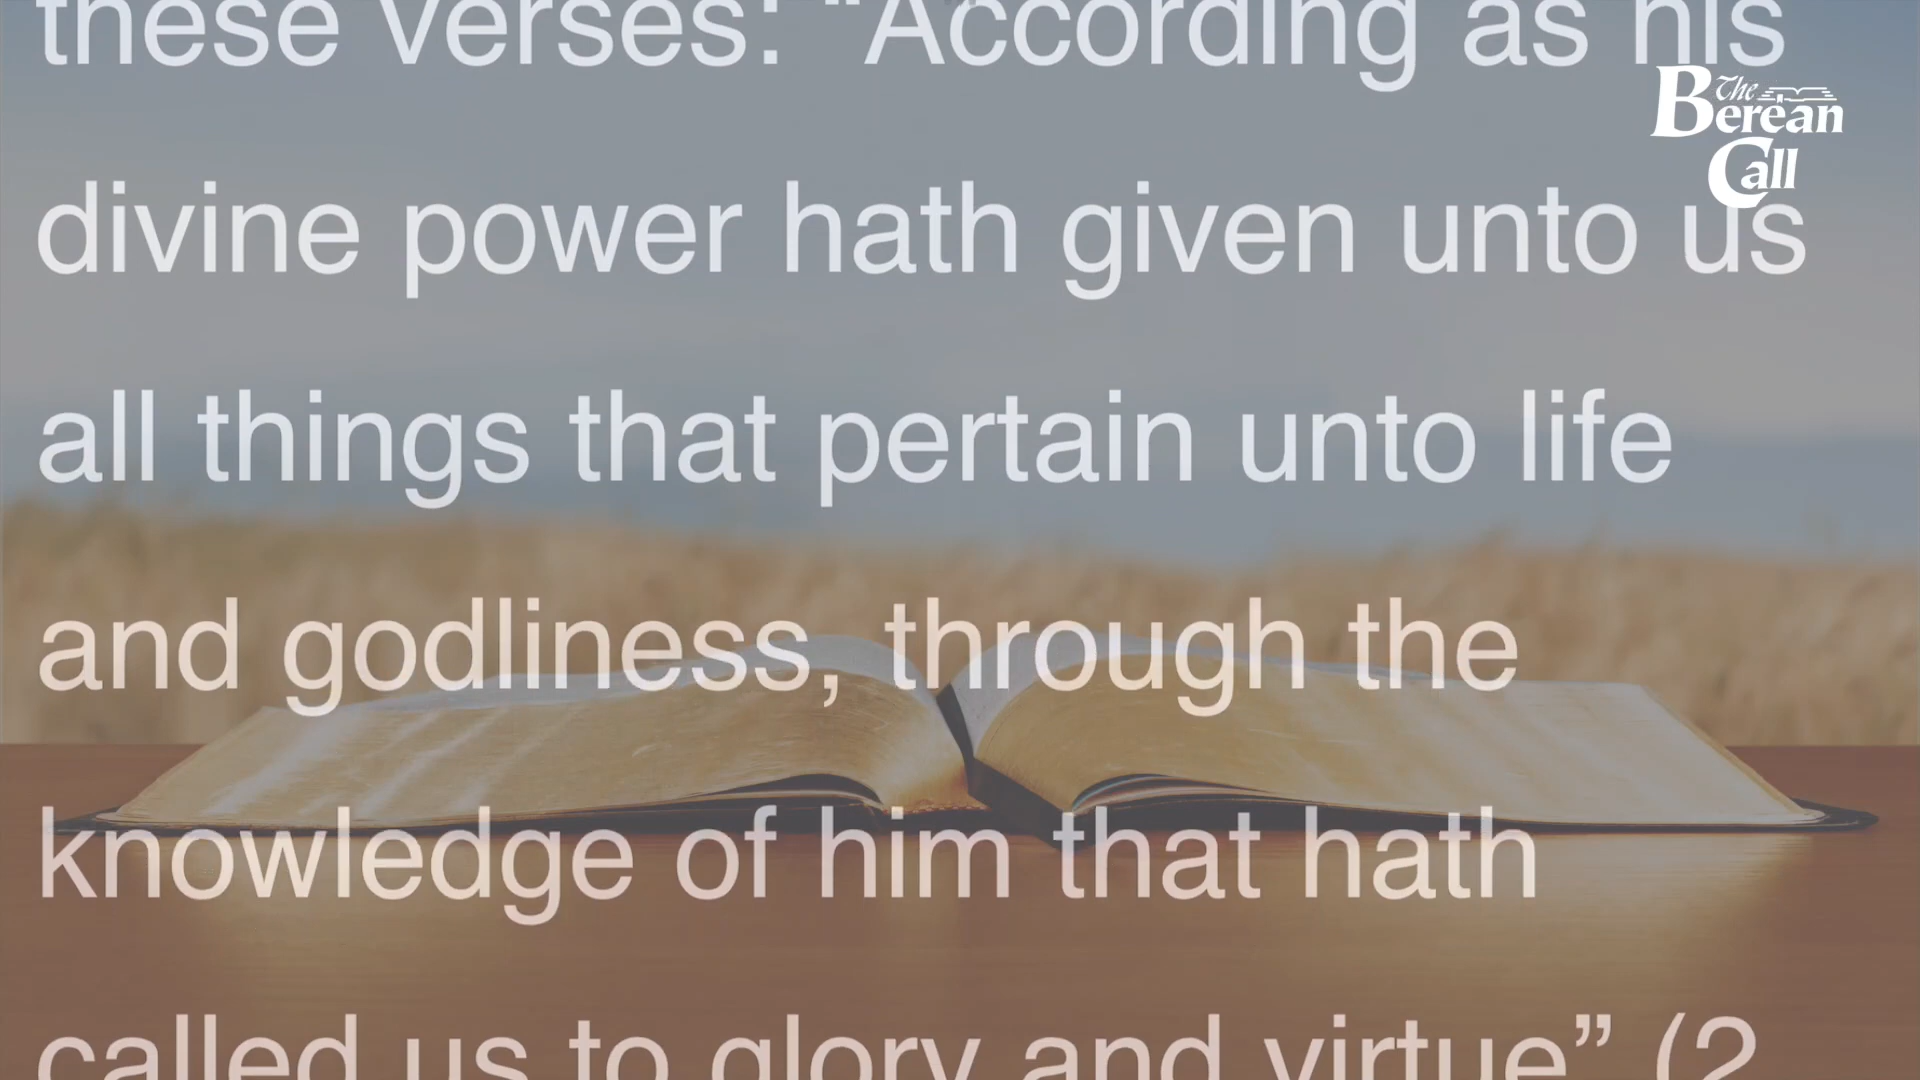 these verses: “According as his
The
Berean
Call
divine power hath given unto us
all things that pertain unto life
and godliness, through the
knowledge of him that hath
called us to glory and virtue” (2